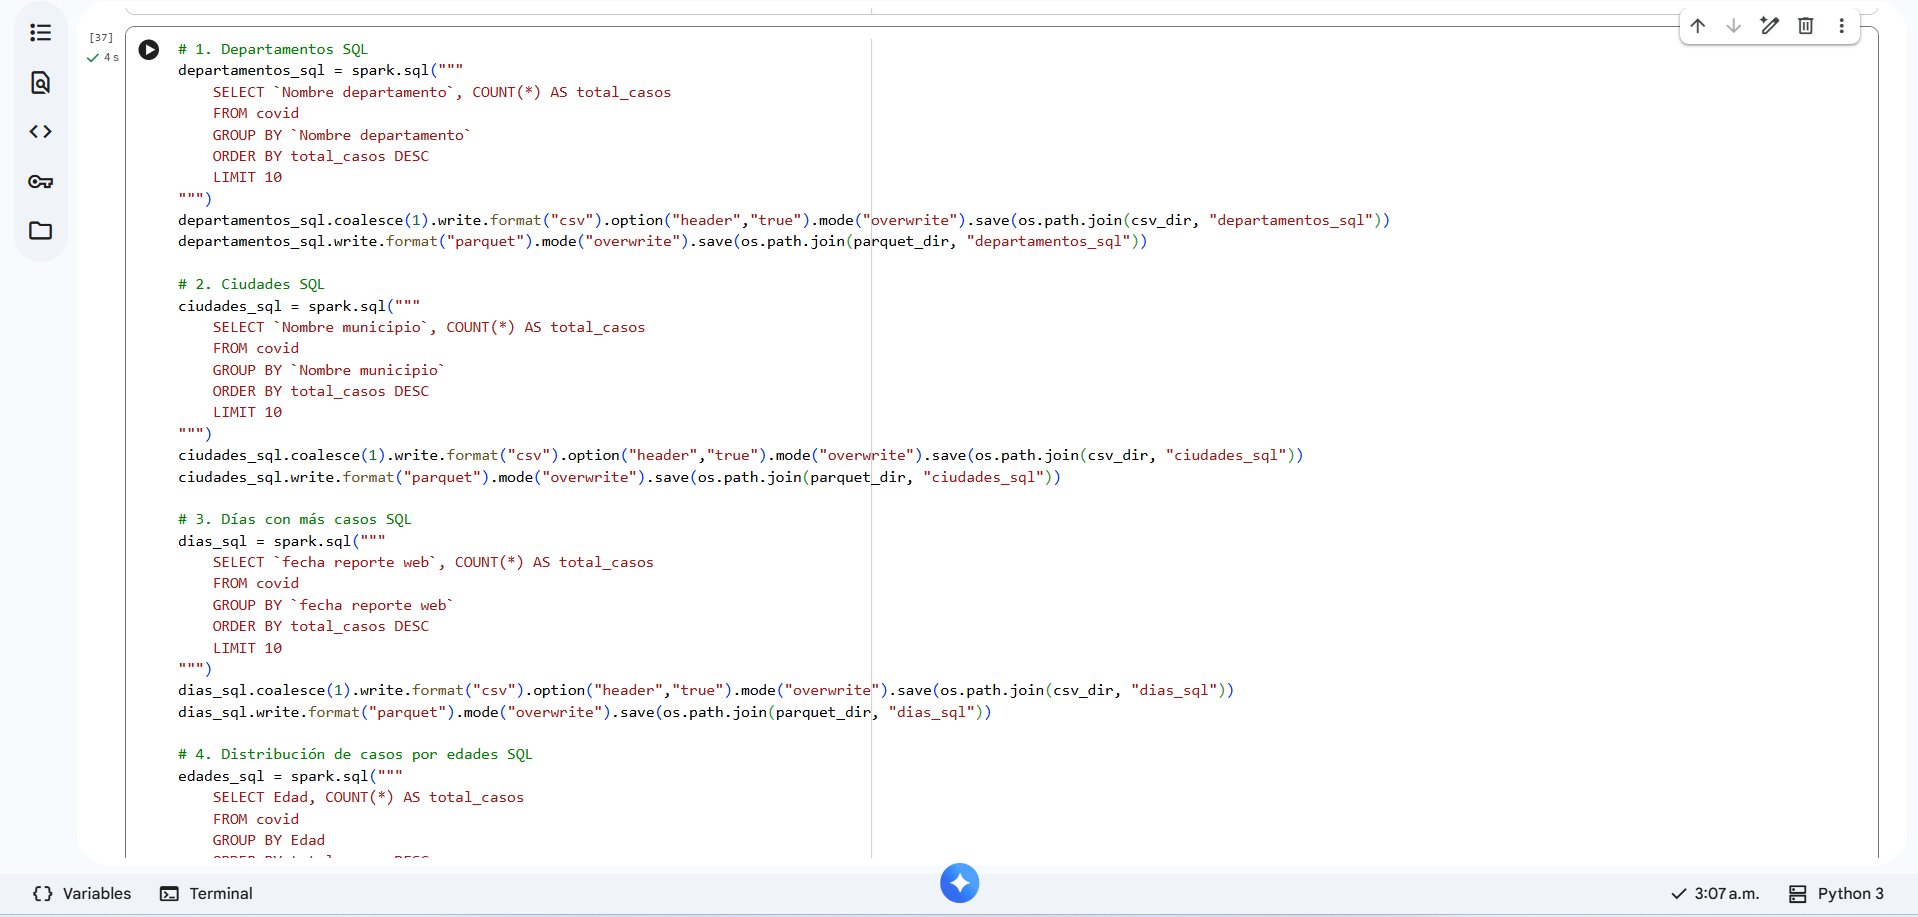 [37]
4 s
# 1. Departamentos SQL
departamentos_sql = spark.sql("""
    SELECT `Nombre departamento`, COUNT(*) AS total_casos
    FROM covid
    GROUP BY `Nombre departamento`
    ORDER BY total_casos DESC
    LIMIT 10
""")
departamentos_sql.coalesce(1).write.format("csv").option("header","true").mode("overwrite").save(os.path.join(csv_dir, "departamentos_sql"))
departamentos_sql.write.format("parquet").mode("overwrite").save(os.path.join(parquet_dir, "departamentos_sql"))

# 2. Ciudades SQL
ciudades_sql = spark.sql("""
    SELECT `Nombre municipio`, COUNT(*) AS total_casos
    FROM covid
    GROUP BY `Nombre municipio`
    ORDER BY total_casos DESC
    LIMIT 10
""")
ciudades_sql.coalesce(1).write.format("csv").option("header","true").mode("overwrite").save(os.path.join(csv_dir, "ciudades_sql"))
ciudades_sql.write.format("parquet").mode("overwrite").save(os.path.join(parquet_dir, "ciudades_sql"))

# 3. Días con más casos SQL
dias_sql = spark.sql("""
    SELECT `fecha reporte web`, COUNT(*) AS total_casos
    FROM covid
    GROUP BY `fecha reporte web`
    ORDER BY total_casos DESC
    LIMIT 10
""")
dias_sql.coalesce(1).write.format("csv").option("header","true").mode("overwrite").save(os.path.join(csv_dir, "dias_sql"))
dias_sql.write.format("parquet").mode("overwrite").save(os.path.join(parquet_dir, "dias_sql"))

# 4. Distribución de casos por edades SQL
edades_sql = spark.sql("""
    SELECT Edad, COUNT(*) AS total_casos
    FROM covid
    GROUP BY Edad
Variables
Terminal
3:07 a.m.
Python 3